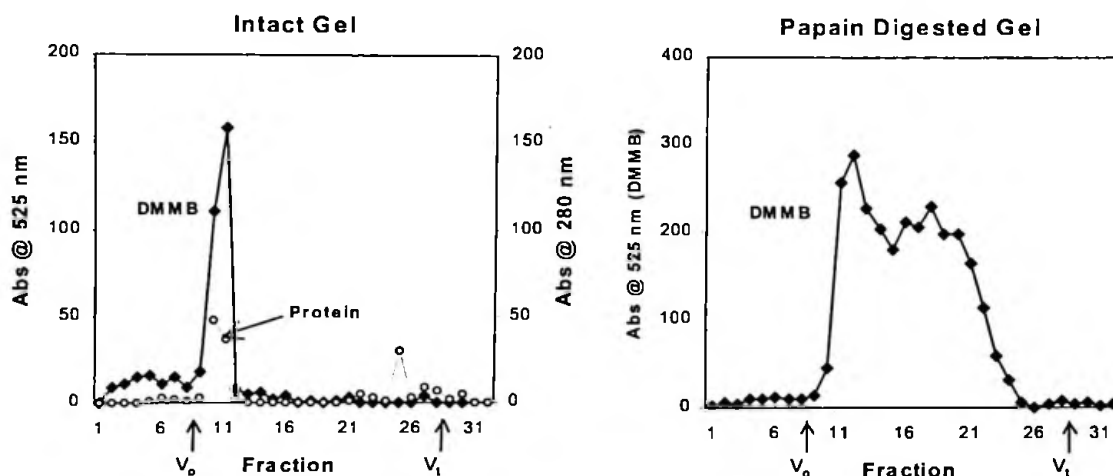 Intact Gel
200
150
100
50
0
Abs @ 525 nm
200
150
100
50
0
Abs @ 280 nm
DMMB
Protein
1 6 11 16 21 26 31
Vo Fraction Vt
Papain Digested Gel
400
300
200
100
0
Abs @ 525 nm (DMMB)
DMMB
1 6 11 16 21 26 31
Vo Fraction Vt